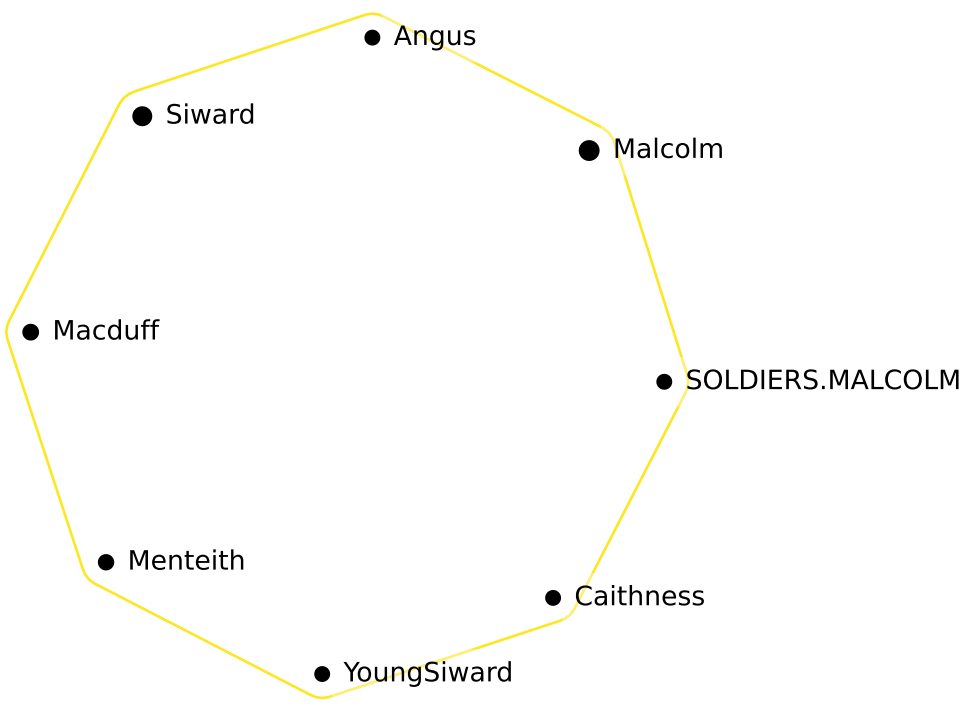 Angus
Siward
Malcolm
Macduff
SOLDIERS.MALCOLM
Menteith
Caithness
YoungSiward